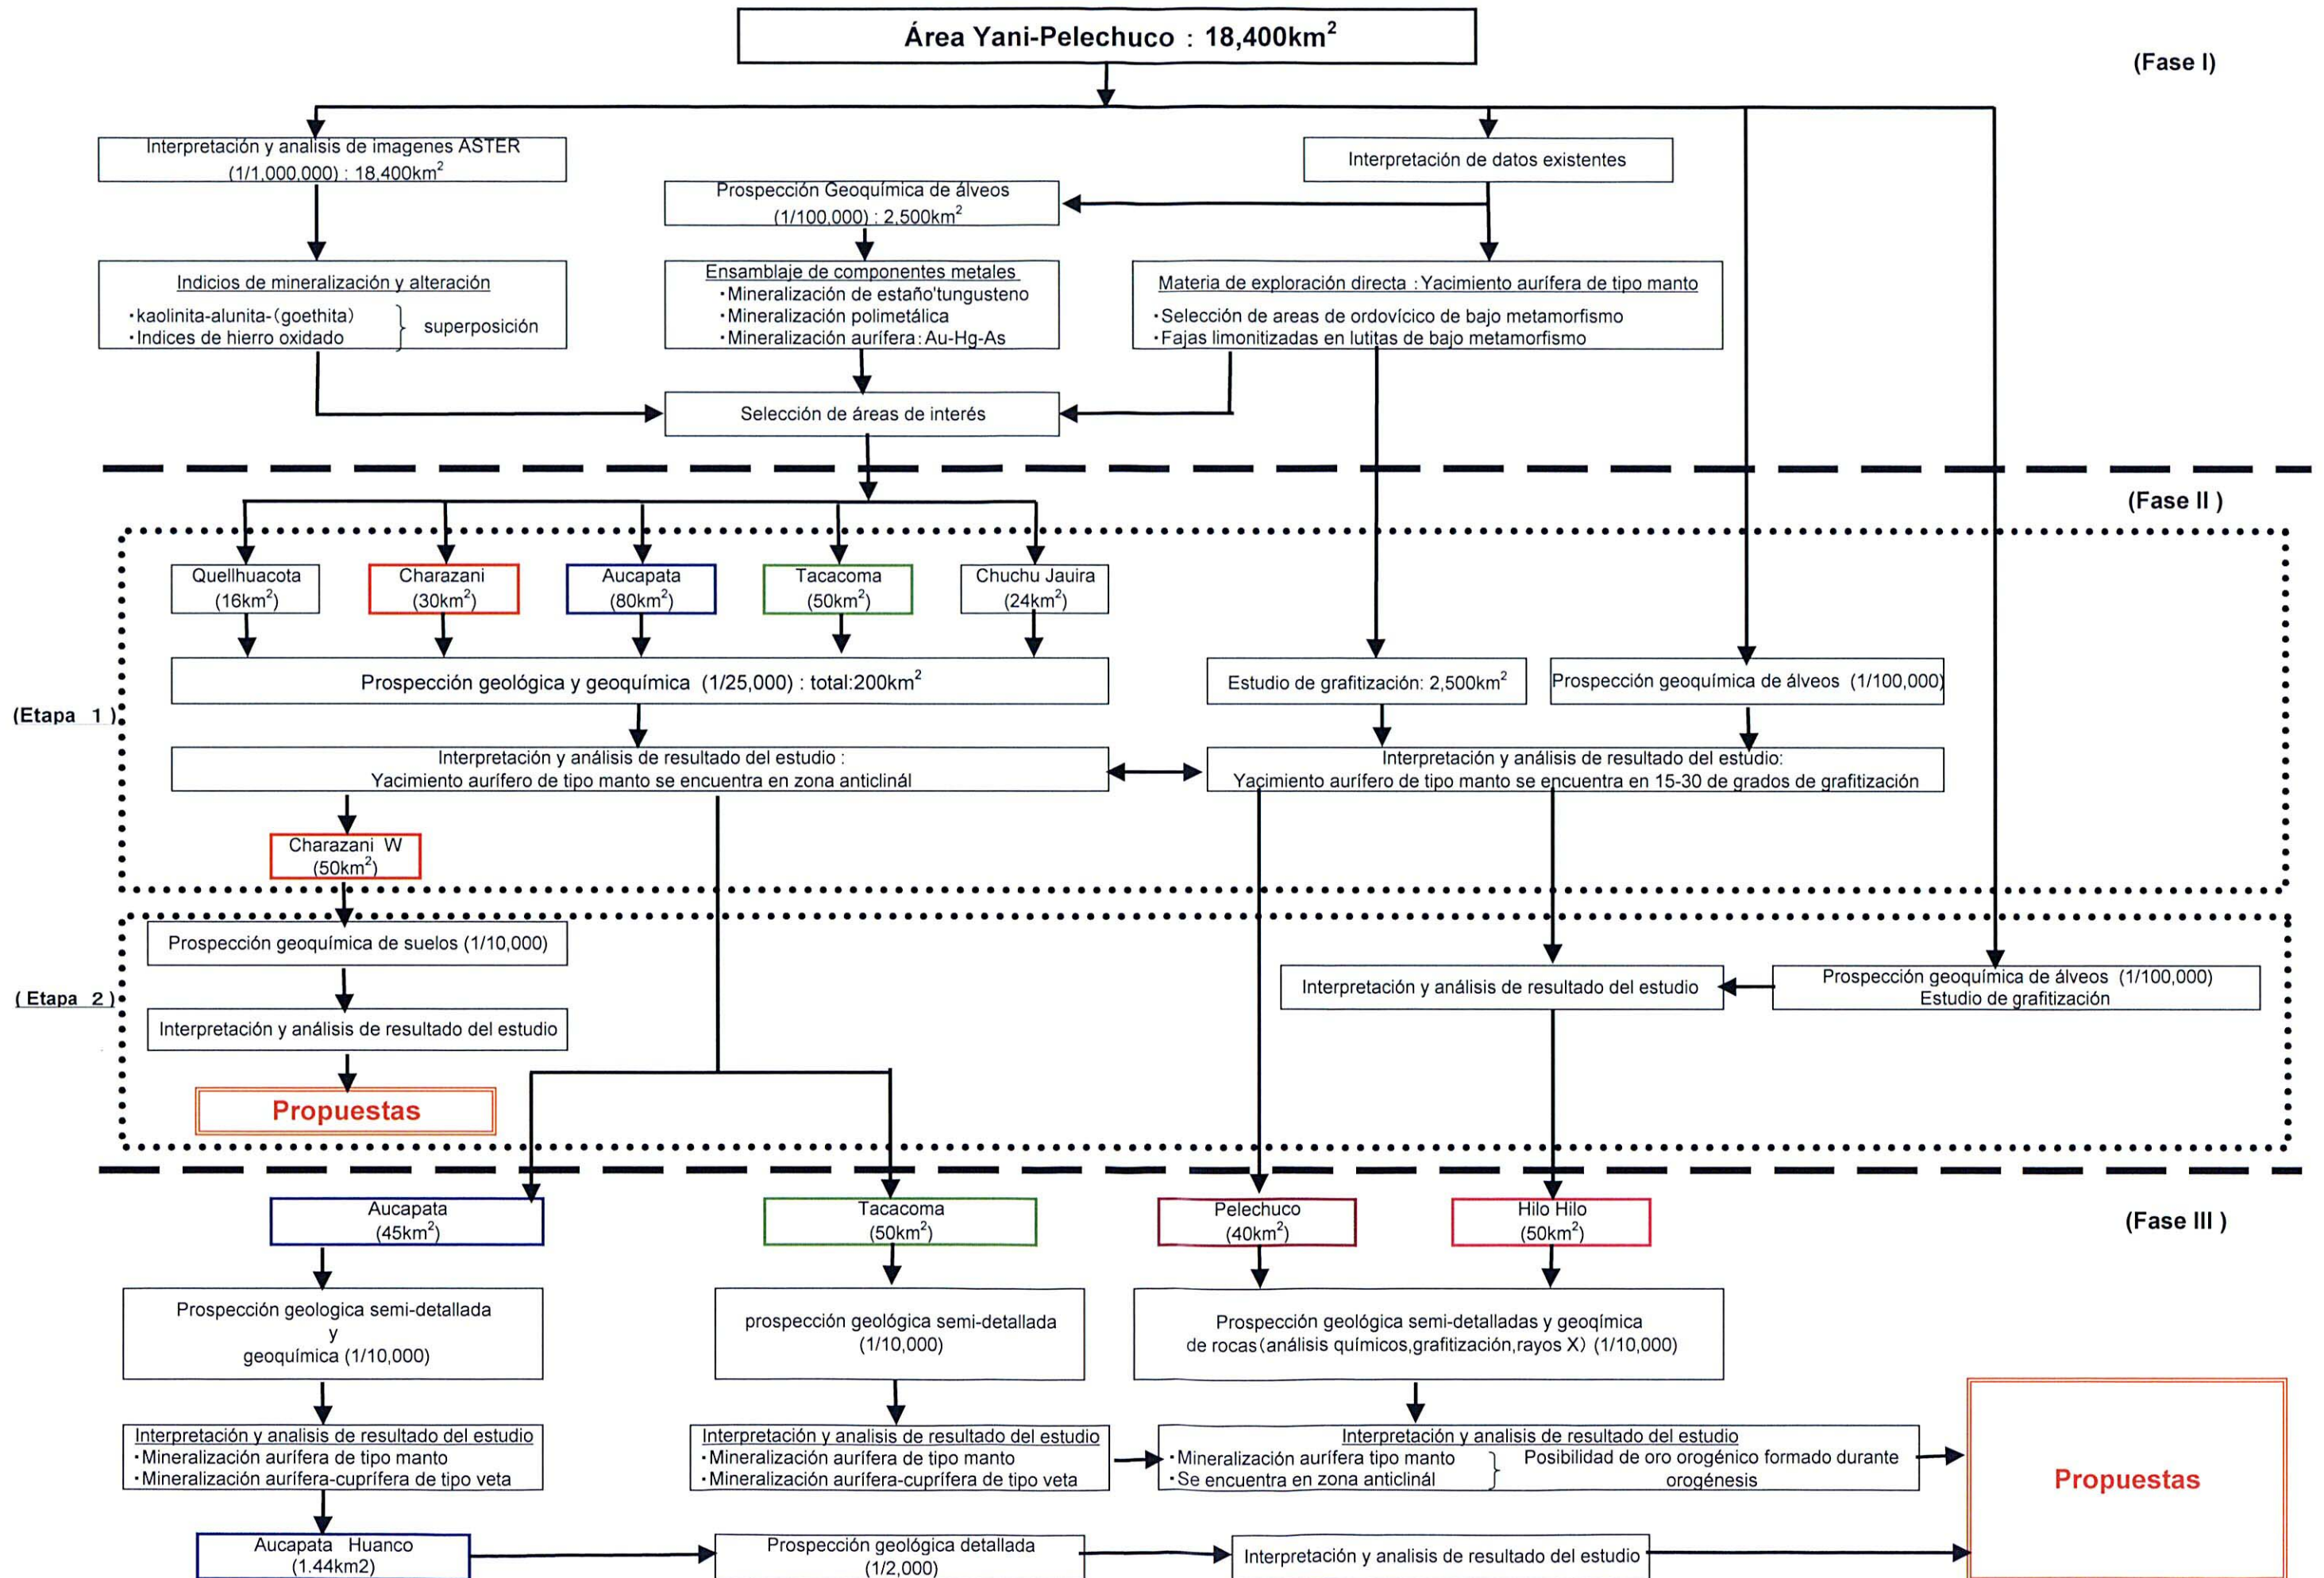 Área Yani-Pelechuco : 18,400km²
(Fase I)
Interpretación y analisis de imagenes ASTER
(1/1,000,000) : 18,400km²
Interpretación de datos existentes
Prospección Geoquímica de álveos
(1/100,000) : 2,500km²
Indicios de mineralización y alteración
・kaolinita-alunita-(goethita)
・Indices de hierro oxidado
superposición
Ensamblaje de componentes metales
・Mineralización de estaño'tungusteno
・Mineralización polimetálica
・Mineralización aurífera:Au-Hg-As
Materia de exploración directa :Yacimiento aurífera de tipo manto
・Selección de areas de ordovícico de bajo metamorfismo
・Fajas limonitizadas en lutitas de bajo metamorfismo
Selección de áreas de interés
(Fase II )
Quellhuacota
(16km²)
Charazani
(30km²)
Aucapata
(80km²)
Tacacoma
(50km²)
Chuchu Jauira
(24km²)
Prospección geológica y geoquímica (1/25,000) : total:200km²
Estudio de grafitización: 2,500km²
Prospección geoquímica de álveos (1/100,000)
(Etapa 1 )
Interpretación y análisis de resultado del estudio :
Yacimiento aurífero de tipo manto se encuentra en zona anticlinál
Interpretación y análisis de resultado del estudio:
Yacimiento aurífero de tipo manto se encuentra en 15-30 de grados de grafitización
Charazani W
(50km²)
Prospección geoquímica de suelos (1/10,000)
( Etapa 2 )
Interpretación y análisis de resultado del estudio
Prospección geoquímica de álveos (1/100,000)
Estudio de grafitización
Interpretación y análisis de resultado del estudio
Propuestas
Aucapata
(45km²)
Tacacoma
(50km²)
Pelechuco
(40km²)
Hilo Hilo
(50km²)
(Fase III )
Prospección geologica semi-detallada
y
geoquímica (1/10,000)
prospección geológica semi-detallada
(1/10,000)
Prospección geológica semi-detalladas y geoqímica
de rocas(análisis químicos,grafitización,rayos X) (1/10,000)
Interpretación y analisis de resultado del estudio
・Mineralización aurífera de tipo manto
・Mineralización aurífera-cuprífera de tipo veta
Interpretación y analisis de resultado del estudio
・Mineralización aurífera de tipo manto
・Mineralización aurífera-cuprífera de tipo veta
Interpretación y analisis de resultado del estudio
・Mineralización aurífera tipo manto
・Se encuentra en zona anticlinál
Posibilidad de oro orogénico formado durante
orogénesis
Propuestas
Aucapata Huanco
(1.44km2)
Prospección geológica detallada
(1/2,000)
Interpretación y analisis de resultado del estudio